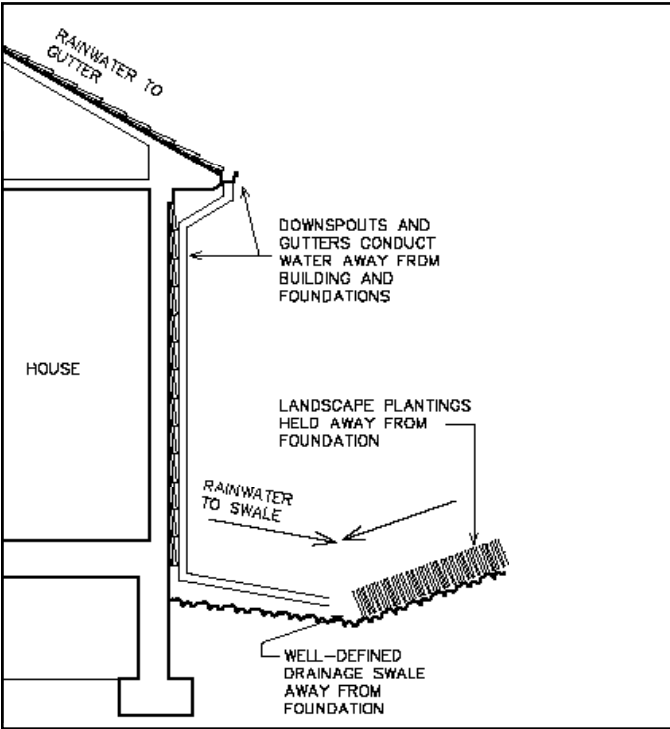 RAINWATER TO
GUTTER
DOWNSPOUTS AND
GUTTERS CONDUCT
WATER AWAY FROM
BUILDING AND
FOUNDATIONS
HOUSE
LANDSCAPE PLANTINGS
HELD AWAY FROM
FOUNDATION
RAINWATER
TO SWALE
WELL-DEFINED
DRAINAGE SWALE
AWAY FROM
FOUNDATION